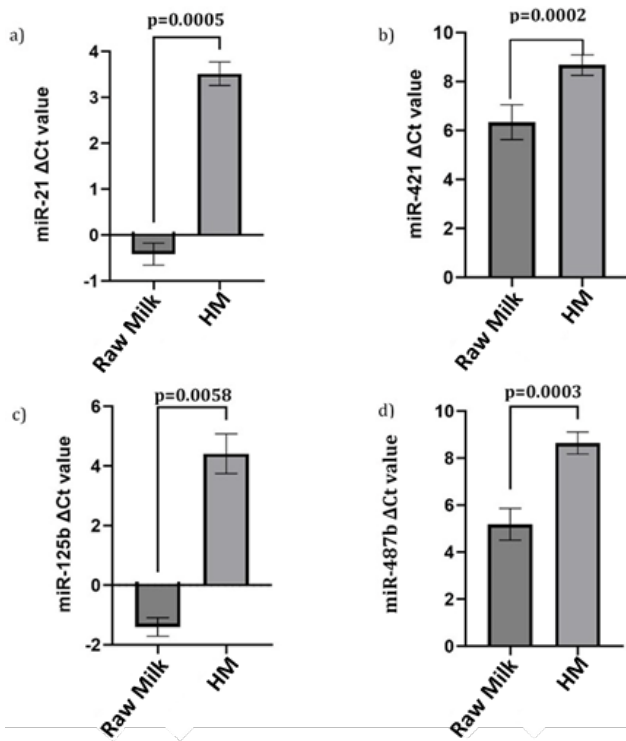 a)
p=0.0005
miR-21 ΔCt value
4
3
2
1
0
-1
Raw Milk
HM
b)
p=0.0002
miR-421 ΔCt value
10
8
6
4
2
0
Raw Milk
HM
c)
p=0.0058
miR-125b ΔCt value
6
4
2
0
-2
Raw Milk
HM
d)
p=0.0003
miR-487b ΔCt value
10
8
6
4
2
0
Raw Milk
HM